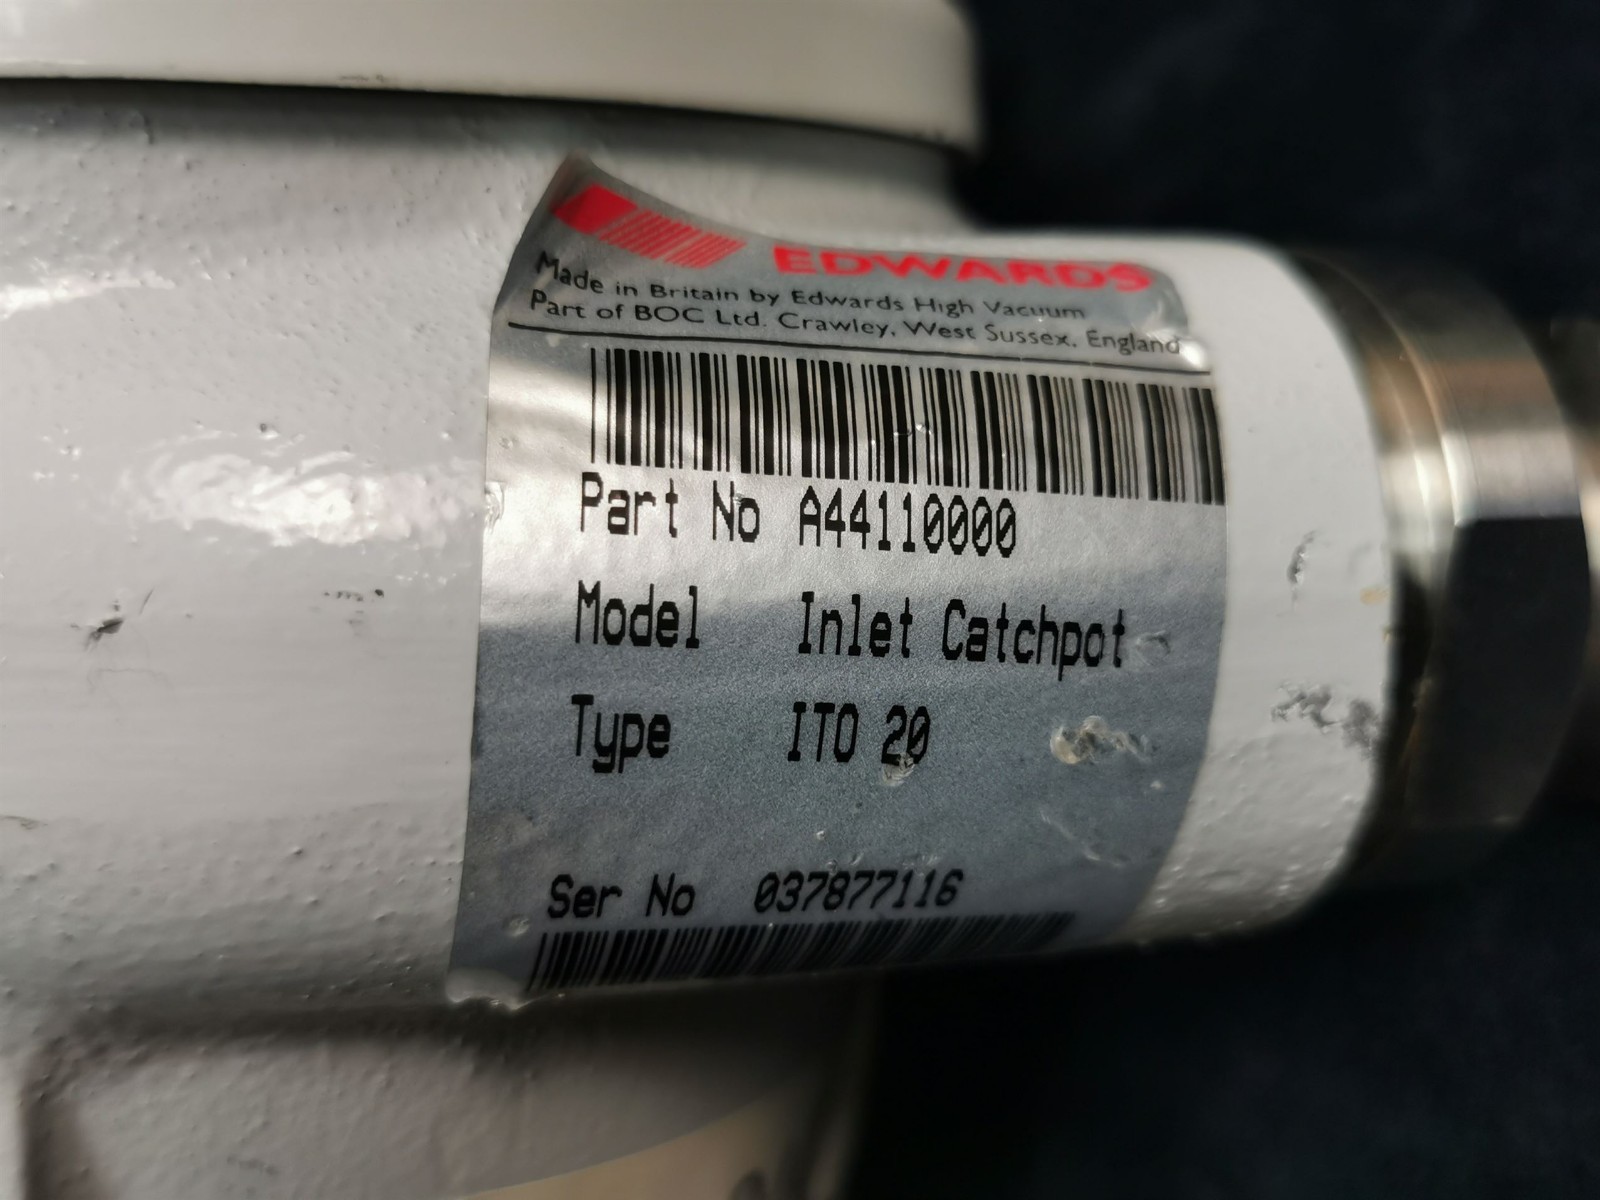 EDWARDS
Made in Britain by Edwards High Vacuum
Part of BOC Ltd. Crawley, West Sussex, England
Part No A44110000
Model Inlet Catchpot
Type ITO 20
Ser No 037877116